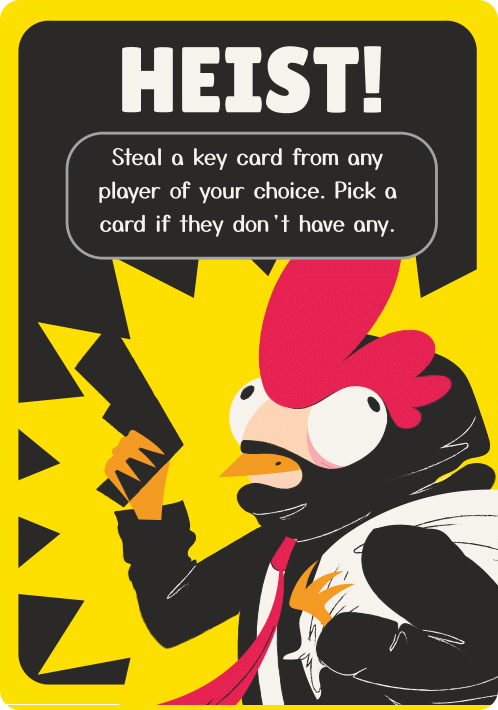 HEIST!
Steal a key card from any
player of your choice. Pick a
card if they don't have any.